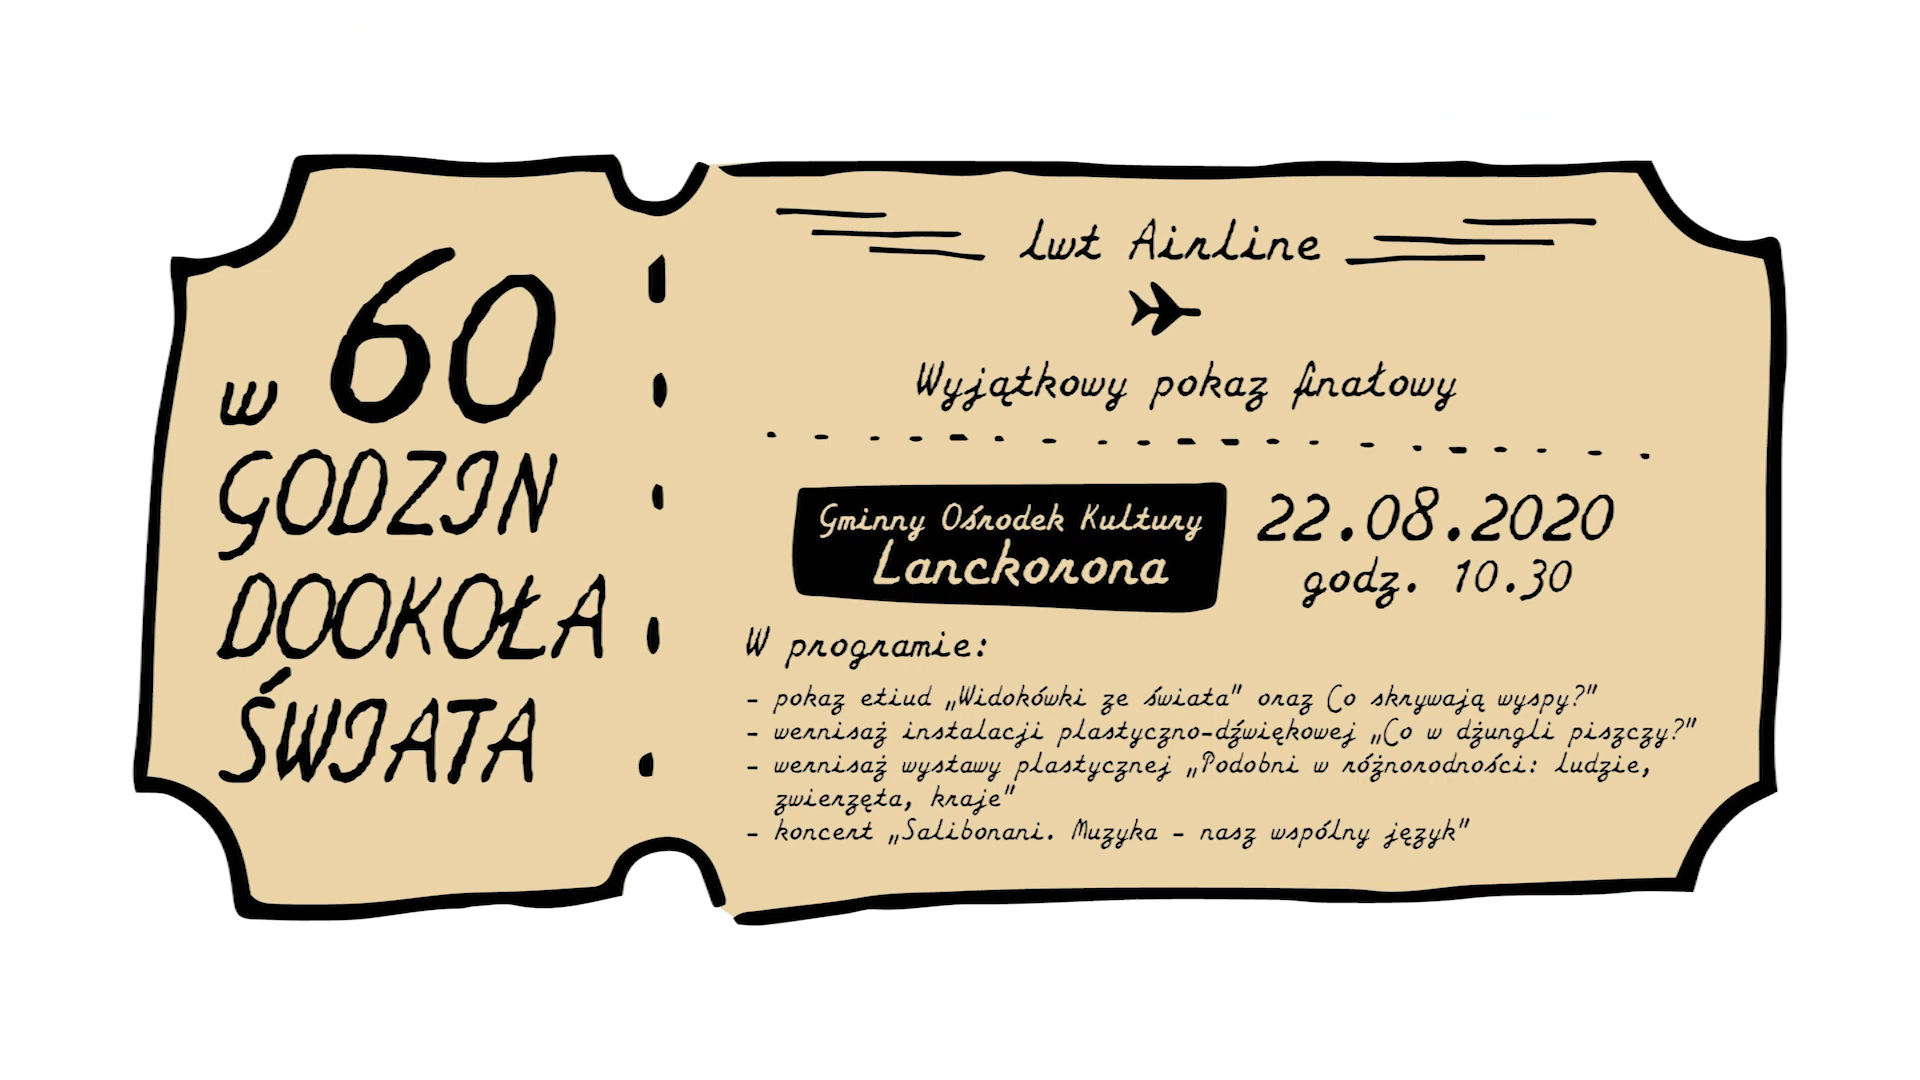 w 60
GODZIN
DOOKOŁA
ŚWIATA
lwt Airline
Wyjątkowy pokaz finałowy
Gminny Ośrodek Kultury
Lanckorona
22.08.2020
godz. 10.30
W programie:
- pokaz etiud „Widokówki ze świata" oraz Co skrywają wyspy?"
- wernisaż instalacji plastyczno-dźwiękowej „Co w dżungli piszczy?"
- wernisaż wystawy plastycznej „Podobni w różnorodności: ludzie,
zwierzęta, kraje"
- koncert „Salibonani. Muzyka - nasz wspólny język"